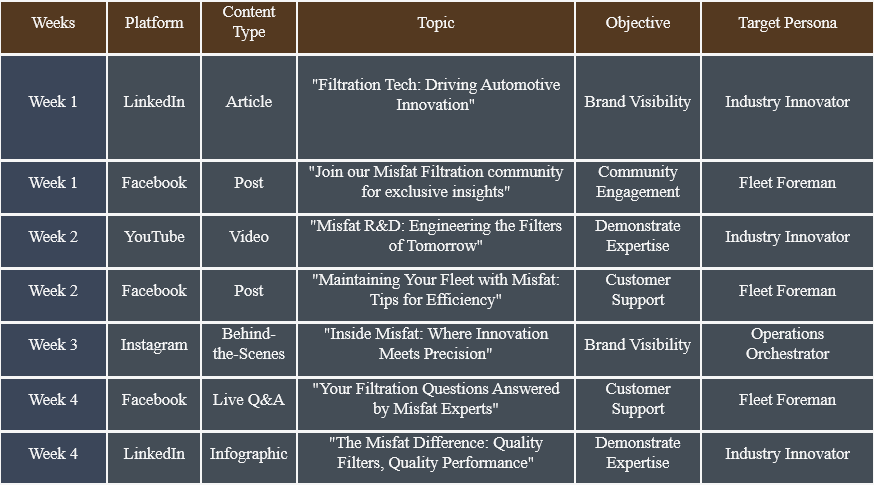 Weeks
Platform
Content
Type
Topic
Objective
Target Persona
Week 1
LinkedIn
Article
"Filtration Tech: Driving Automotive
Innovation"
Brand Visibility
Industry Innovator
Week 1
Facebook
Post
"Join our Misfat Filtration community
for exclusive insights"
Community
Engagement
Fleet Foreman
Week 2
YouTube
Video
"Misfat R&D: Engineering the Filters
of Tomorrow"
Demonstrate
Expertise
Industry Innovator
Week 2
Facebook
Post
"Maintaining Your Fleet with Misfat:
Tips for Efficiency"
Customer
Support
Fleet Foreman
Week 3
Instagram
Behind-
the-Scenes
"Inside Misfat: Where Innovation
Meets Precision"
Brand Visibility
Operations
Orchestrator
Week 4
Facebook
Live Q&A
"Your Filtration Questions Answered
by Misfat Experts"
Customer
Support
Fleet Foreman
Week 4
LinkedIn
Infographic
"The Misfat Difference: Quality
Filters, Quality Performance"
Demonstrate
Expertise
Industry Innovator